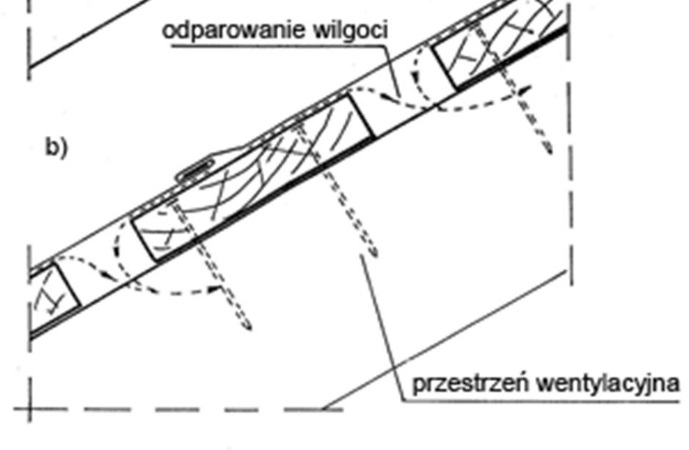 odparowanie wilgoci
b)
przestrzeń wentylacyjna